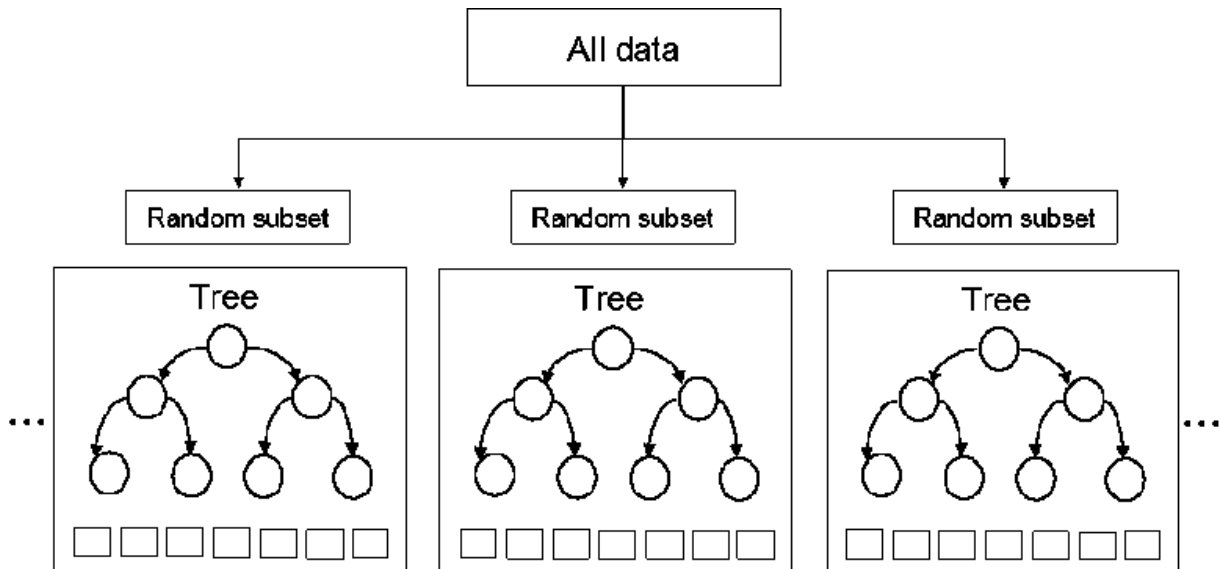 All data
Random subset
Random subset
Random subset
Tree
Tree
Tree
...
...